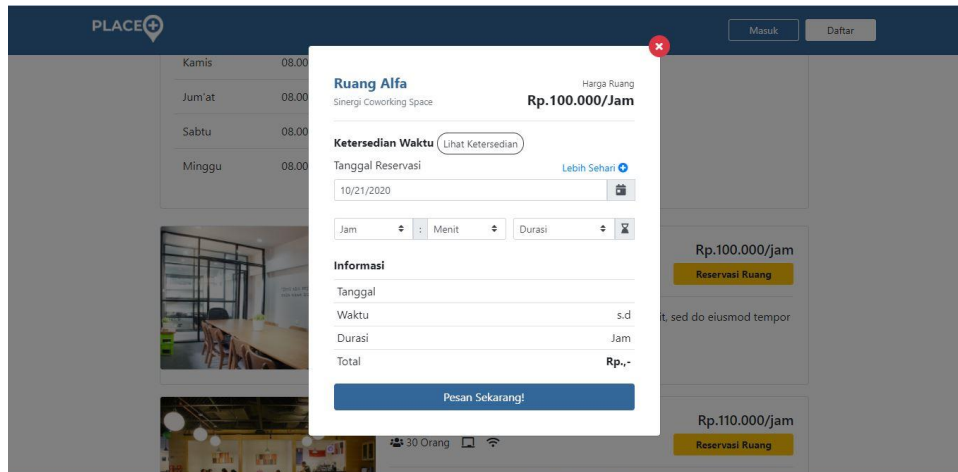 PLACE+
Masuk
Daftar
Kamis 08.00
Jum'at 08.00
Sabtu 08.00
Minggu 08.00
Ruang Alfa
Harga Ruang
Sinergi Coworking Space
Rp.100.000/Jam
Ketersedian Waktu Lihat Ketersedian
Tanggal Reservasi
Lebih Sehari
10/21/2020
Jam : Menit Durasi
Informasi
Tanggal
Waktu s.d
Durasi Jam
Total Rp.,-
Pesan Sekarang!
Rp.100.000/jam
Reservasi Ruang
it, sed do eiusmod tempor
Rp.110.000/jam
30 Orang
Reservasi Ruang